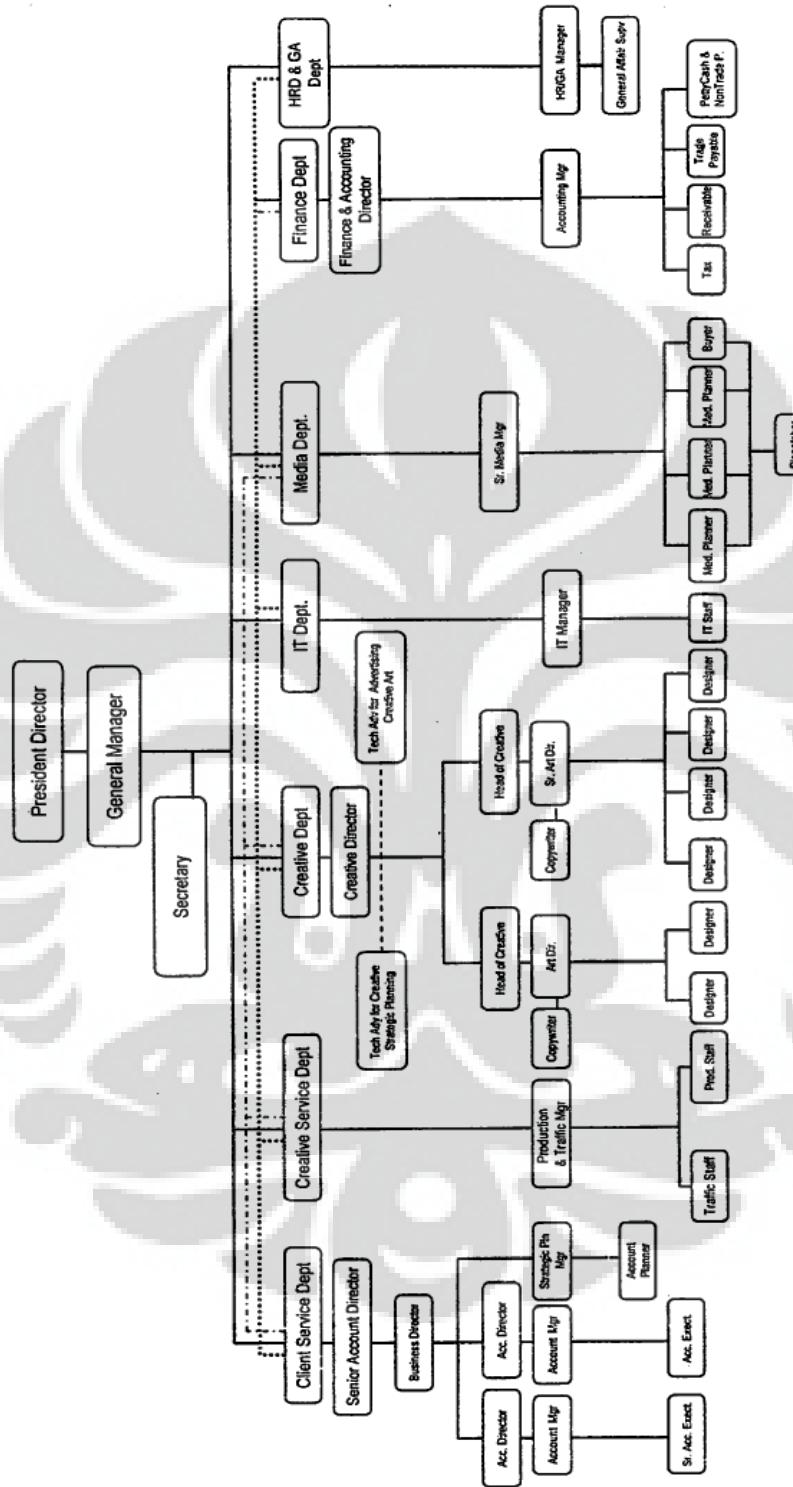 President Director
General Manager
Secretary
Client Service Dept
Creative Service Dept
Creative Dept
IT Dept.
Media Dept.
Finance Dept
HRD & GA
Dept
Senior Account Director
Creative Director
Finance & Accounting
Director
Business Director
Tech Adv for Creative
Strategic Planning
Tech Adv for Advertising
Creative Art
Acc. Director
Acc. Director
Strategic Pln
Mgr
Head of Creative
Head of Creative
Sr. Media Mgr
Account Mgr
Account Mgr
Production
& Traffic Mgr
Copywriter
Art Dir.
Copywriter
Sr. Art Dir.
IT Manager
Accounting Mgr
HR/GA Manager
Account
Planner
General Affair Supv
Sr. Acc. Exect.
Acc. Exect.
Traffic Staff
Prod. Staff
Designer
Designer
Designer
Designer
Designer
Designer
IT Staff
Med. Planner
Med. Planner
Med. Planner
Buyer
Tax
Receivable
Trade
Payable
PettyCash &
NonTrade P.